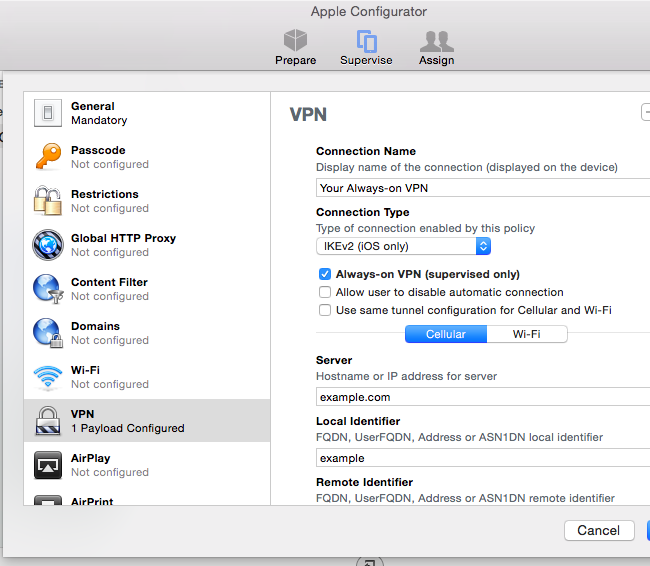 Apple Configurator
Prepare
Supervise
Assign
General
Mandatory
Passcode
Not configured
Restrictions
Not configured
Global HTTP Proxy
Not configured
Content Filter
Not configured
Domains
Not configured
Wi-Fi
Not configured
VPN
1 Payload Configured
AirPlay
Not configured
AirPrint
VPN
Connection Name
Display name of the connection (displayed on the device)
Your Always-on VPN
Connection Type
Type of connection enabled by this policy
IKEv2 (iOS only)
Always-on VPN (supervised only)
Allow user to disable automatic connection
Use same tunnel configuration for Cellular and Wi-Fi
Cellular
Wi-Fi
Server
Hostname or IP address for server
example.com
Local Identifier
FQDN, UserFQDN, Address or ASN1DN local identifier
example
Remote Identifier
FQDN, UserFQDN, Address or ASN1DN remote identifier
Cancel